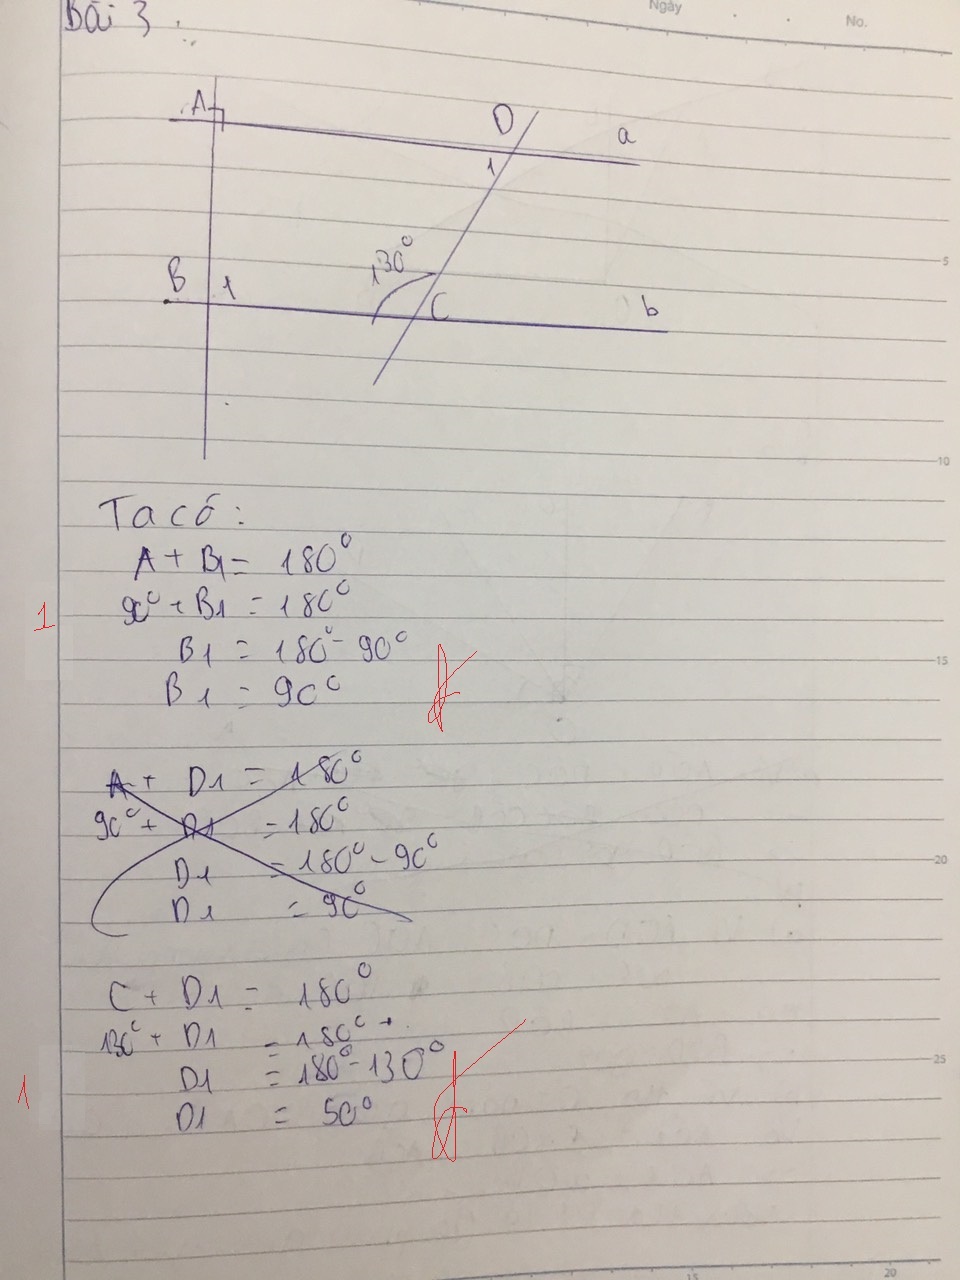 Bài 3
Ngày
No.
A
D
a
1
130°
B
1
C
b
5
10
Ta có:
A + B1 = 180°
90° + B1 = 180°
1
B1 = 180° - 90°
15
B1 = 90°
A + D1 = 180°
90° + D1 = 180°
D1 = 180° - 90°
20
D1 = 90°
C + D1 = 180°
130° + D1 = 180°
D1 = 180° - 130°
25
1
D1 = 50°
15
20